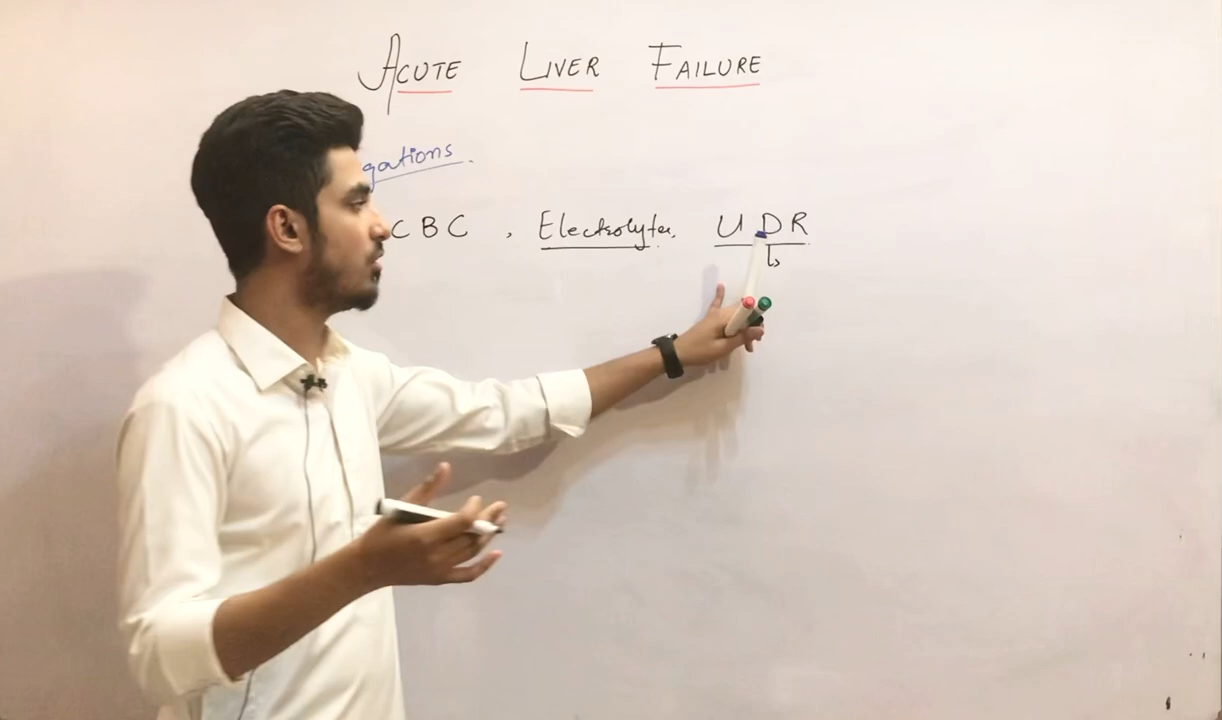 ACUTE LIVER FAILURE
gations.
CBC , Electrolytes, UDR